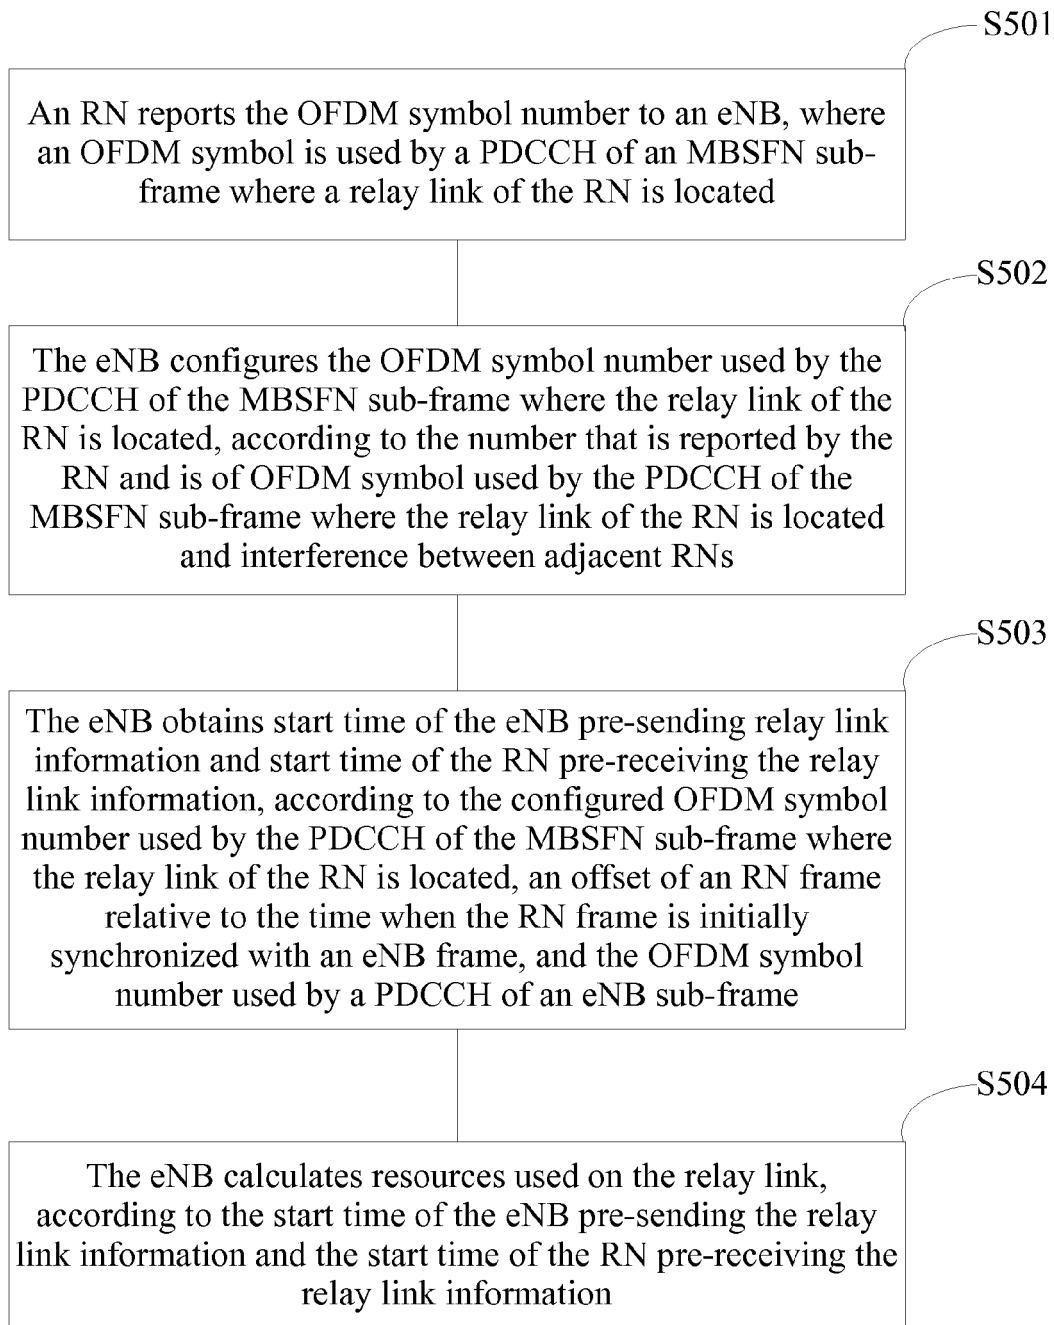 S501
An RN reports the OFDM symbol number to an eNB, where
an OFDM symbol is used by a PDCCH of an MBSFN sub-
frame where a relay link of the RN is located
S502
The eNB configures the OFDM symbol number used by the
PDCCH of the MBSFN sub-frame where the relay link of the
RN is located, according to the number that is reported by the
RN and is of OFDM symbol used by the PDCCH of the
MBSFN sub-frame where the relay link of the RN is located
and interference between adjacent RNs
S503
The eNB obtains start time of the eNB pre-sending relay link
information and start time of the RN pre-receiving the relay
link information, according to the configured OFDM symbol
number used by the PDCCH of the MBSFN sub-frame where
the relay link of the RN is located, an offset of an RN frame
relative to the time when the RN frame is initially
synchronized with an eNB frame, and the OFDM symbol
number used by a PDCCH of an eNB sub-frame
S504
The eNB calculates resources used on the relay link,
according to the start time of the eNB pre-sending the relay
link information and the start time of the RN pre-receiving the
relay link information